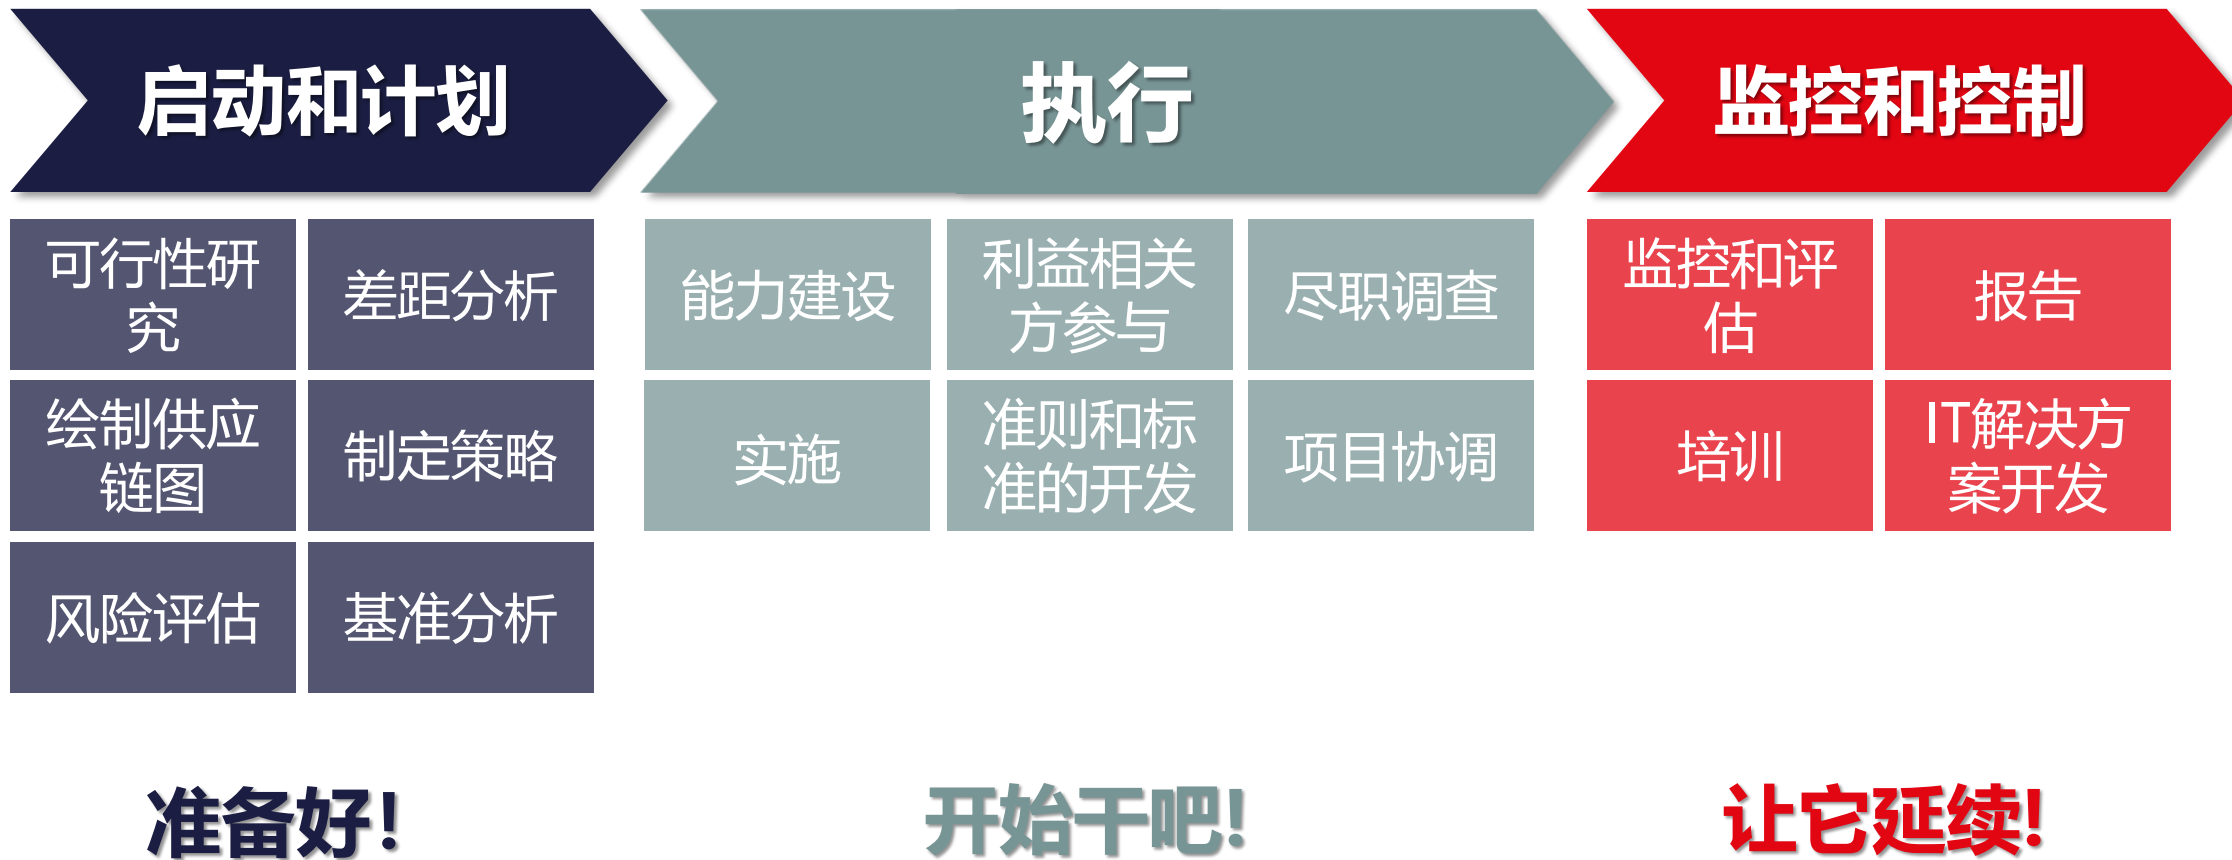 启动和计划
执行
监控和控制
可行性研
究
差距分析
能力建设
利益相关
方参与
尽职调查
监控和评
估
报告
绘制供应
链图
制定策略
实施
准则和标
准的开发
项目协调
培训
IT解决方
案开发
风险评估
基准分析
准备好！
开始干吧！
让它延续!